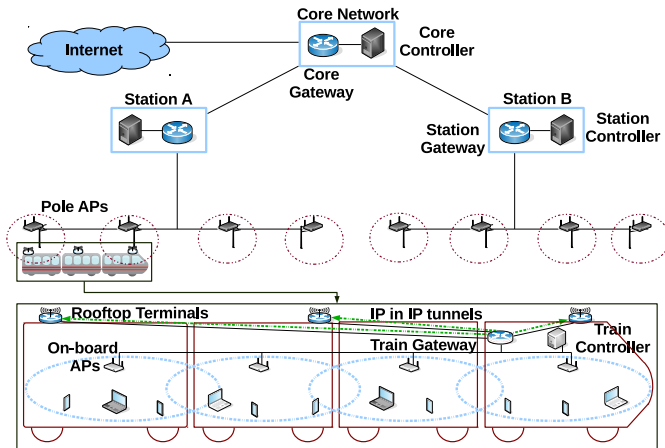 Core Network
Internet
Core
Controller
Core
Gateway
Station A
Station B
Station
Gateway
Station
Controller
Pole APs
Rooftop Terminals
IP in IP tunnels
Train Gateway
Train
Controller
On-board
APs